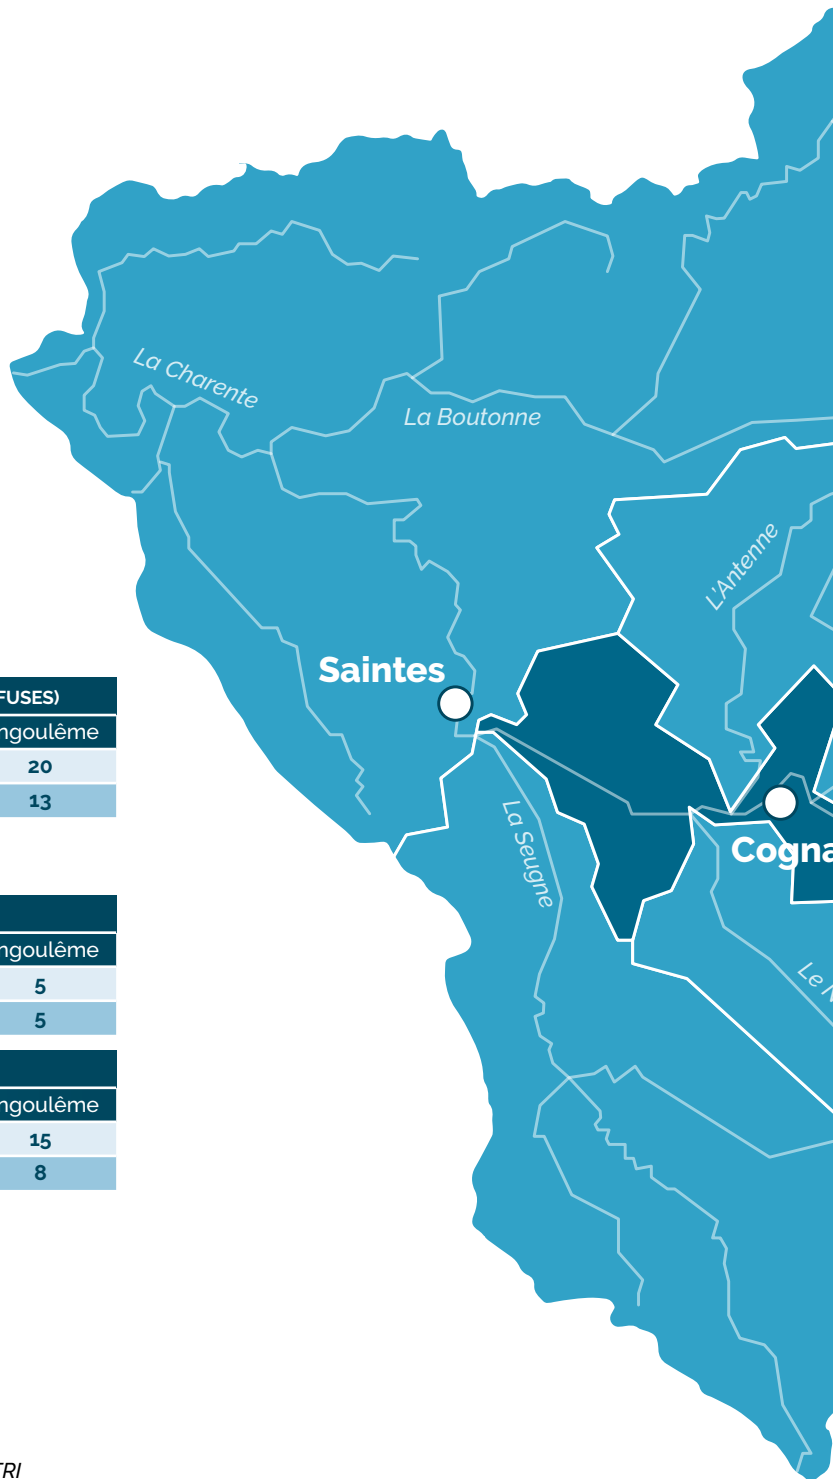 La Charente
La Boutonne
L'Antenne
Saintes
FUSES)
ngoulême
20
13
La Seugne
Cogna
ngoulême
5
5
Le N
ngoulême
15
8
TRI